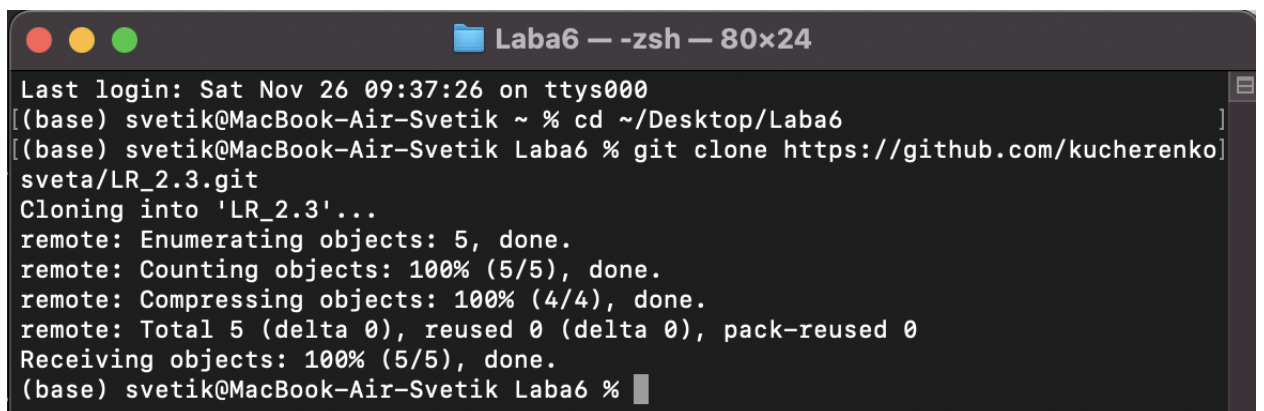 Laba6 — -zsh — 80×24
Last login: Sat Nov 26 09:37:26 on ttys000
[(base) svetik@MacBook-Air-Svetik ~ % cd ~/Desktop/Laba6 ]
[(base) svetik@MacBook-Air-Svetik Laba6 % git clone https://github.com/kucherenko]
sveta/LR_2.3.git
Cloning into 'LR_2.3'...
remote: Enumerating objects: 5, done.
remote: Counting objects: 100% (5/5), done.
remote: Compressing objects: 100% (4/4), done.
remote: Total 5 (delta 0), reused 0 (delta 0), pack-reused 0
Receiving objects: 100% (5/5), done.
(base) svetik@MacBook-Air-Svetik Laba6 %